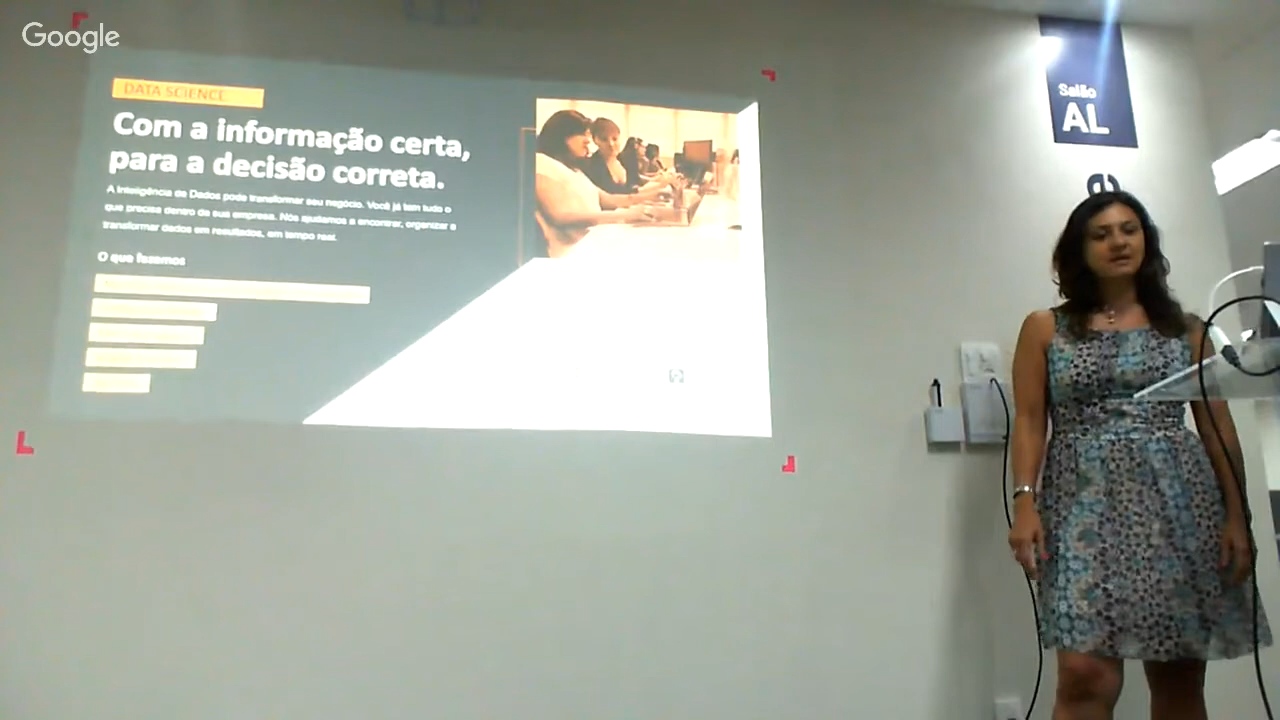 Google
DATA SCIENCE
Com a informação certa,
para a decisão correta.
A Inteligência de Dados pode transformar seu negócio. Você já tem tudo o
que precisa dentro da sua empresa. Nós ajudamos a encontrar, organizar e
transformar dados em resultados, em tempo real.
O que fazemos
Salão
AL